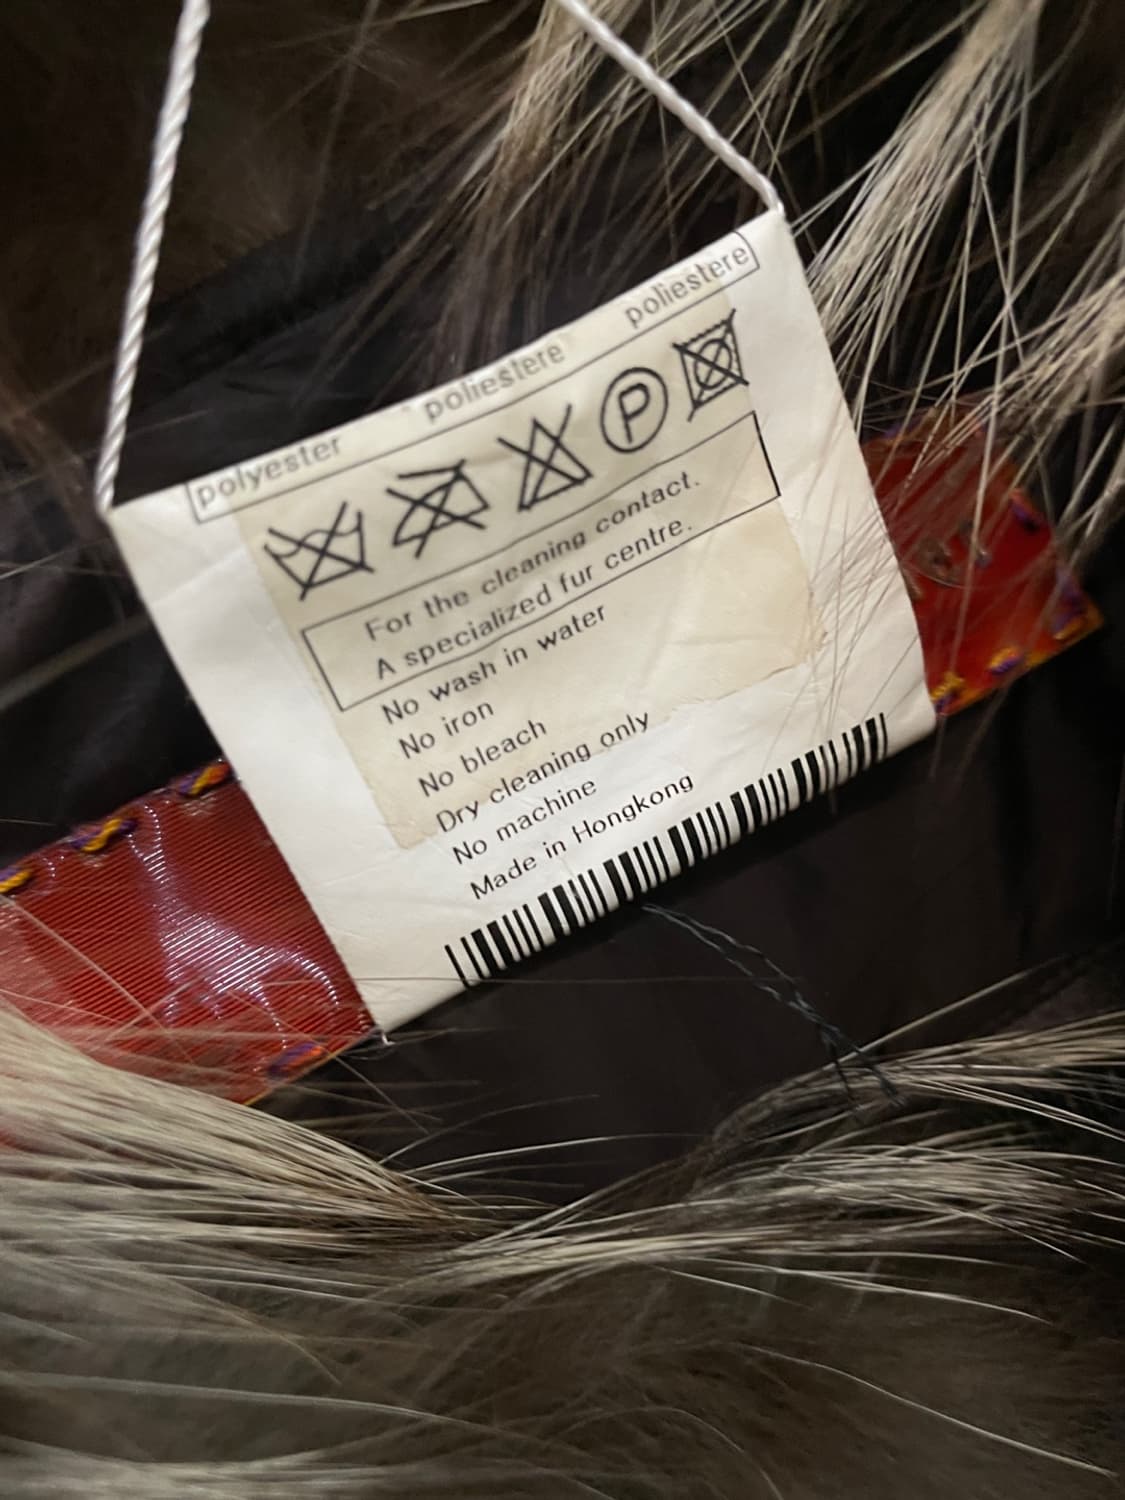 polyester poliestere poliestere
P
For the cleaning contact.
A specialized fur centre.
No wash in water
No iron
No bleach
Dry cleaning only
No machine
Made in Hongkong